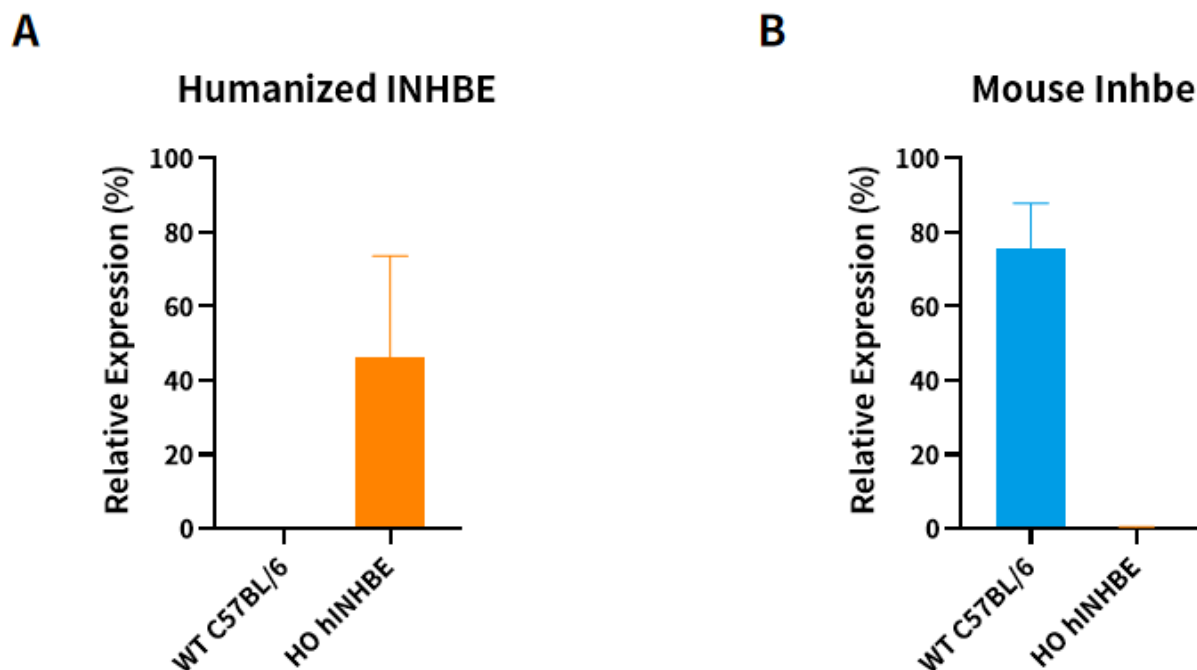 A
Humanized INHBE
Relative Expression (%)
100
80
60
40
20
0
WT C57BL/6
HO hINHBE
B
Mouse Inhbe
Relative Expression (%)
100
80
60
40
20
0
WT C57BL/6
HO hINHBE